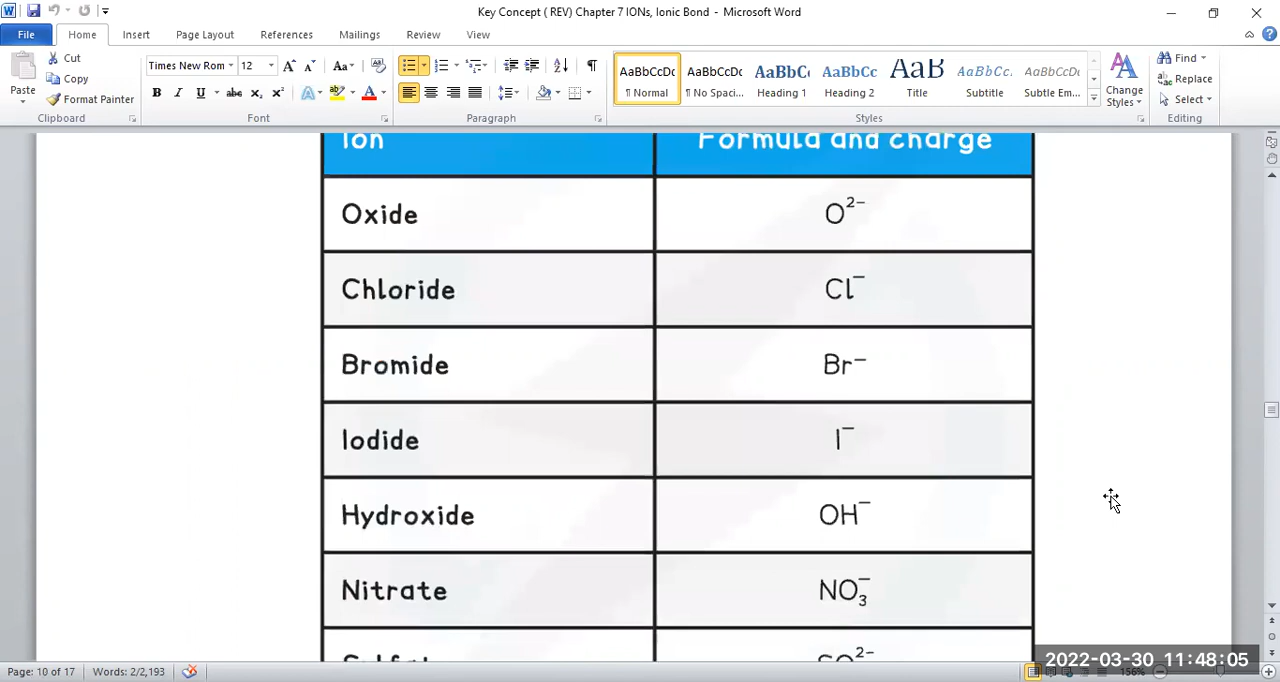 Key Concept ( REV) Chapter 7 IONs, Ionic Bond - Microsoft Word
File Home Insert Page Layout References Mailings Review View
Cut
Copy
Format Painter
Paste
Clipboard
Times New Rom 12
Font
Paragraph
AaBbCcDc AaBbCcDc AaBbC AaBbCc AaB AaBbCc. AaBbCcDc
¶ Normal ¶ No Spaci... Heading 1 Heading 2 Title Subtitle Subtle Em...
Styles
Change
Styles
Find
Replace
Select
Editing
Ion Formula and charge
Oxide O²⁻
Chloride Cl⁻
Bromide Br⁻
Iodide I⁻
Hydroxide OH⁻
Nitrate NO₃⁻
2022-03-30 11:48:05
Page: 10 of 17 Words: 2/2,193
156%